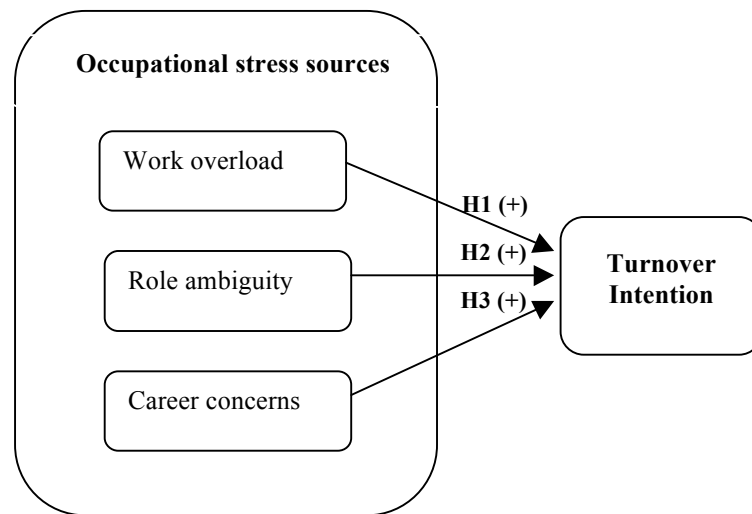 Occupational stress sources
Work overload
H1 (+)
Role ambiguity
H2 (+)
Turnover
Intention
H3 (+)
Career concerns